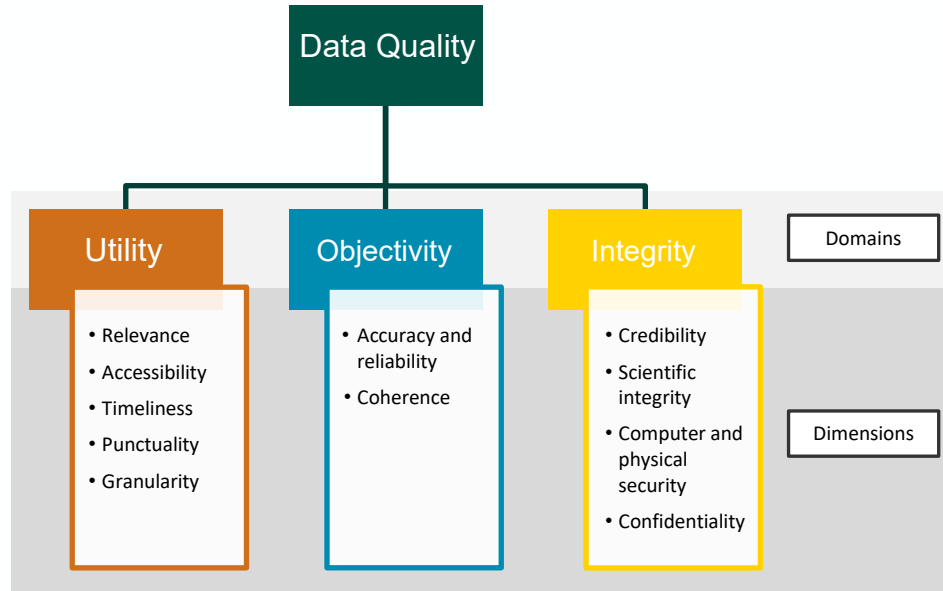 Data Quality
Utility
Objectivity
Integrity
Domains
• Relevance
• Accessibility
• Timeliness
• Punctuality
• Granularity
• Accuracy and
reliability
• Coherence
• Credibility
• Scientific
integrity
• Computer and
physical
security
• Confidentiality
Dimensions